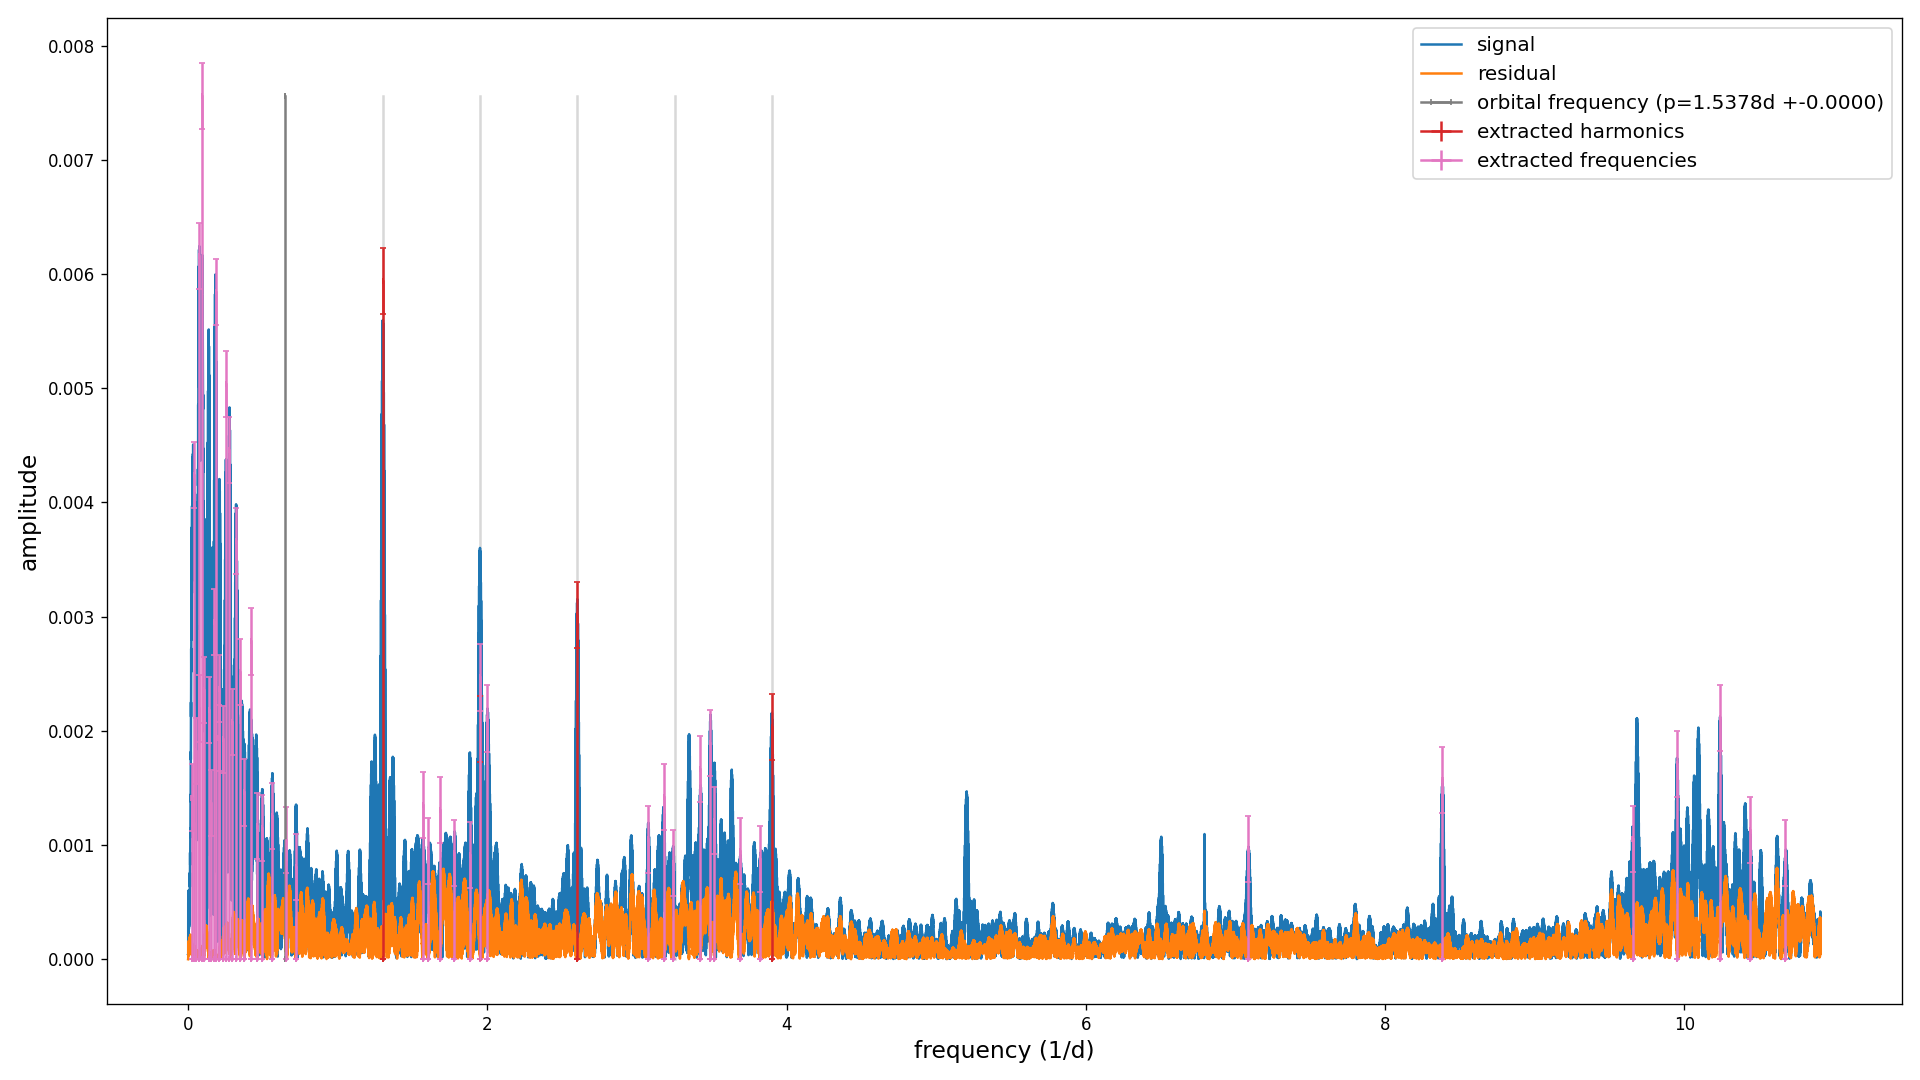 0.008
0.007
0.006
0.005
0.004
0.003
0.002
0.001
0.000
amplitude
0
2
4
6
8
10
frequency (1/d)
signal
residual
orbital frequency (p=1.5378d +-0.0000)
extracted harmonics
extracted frequencies